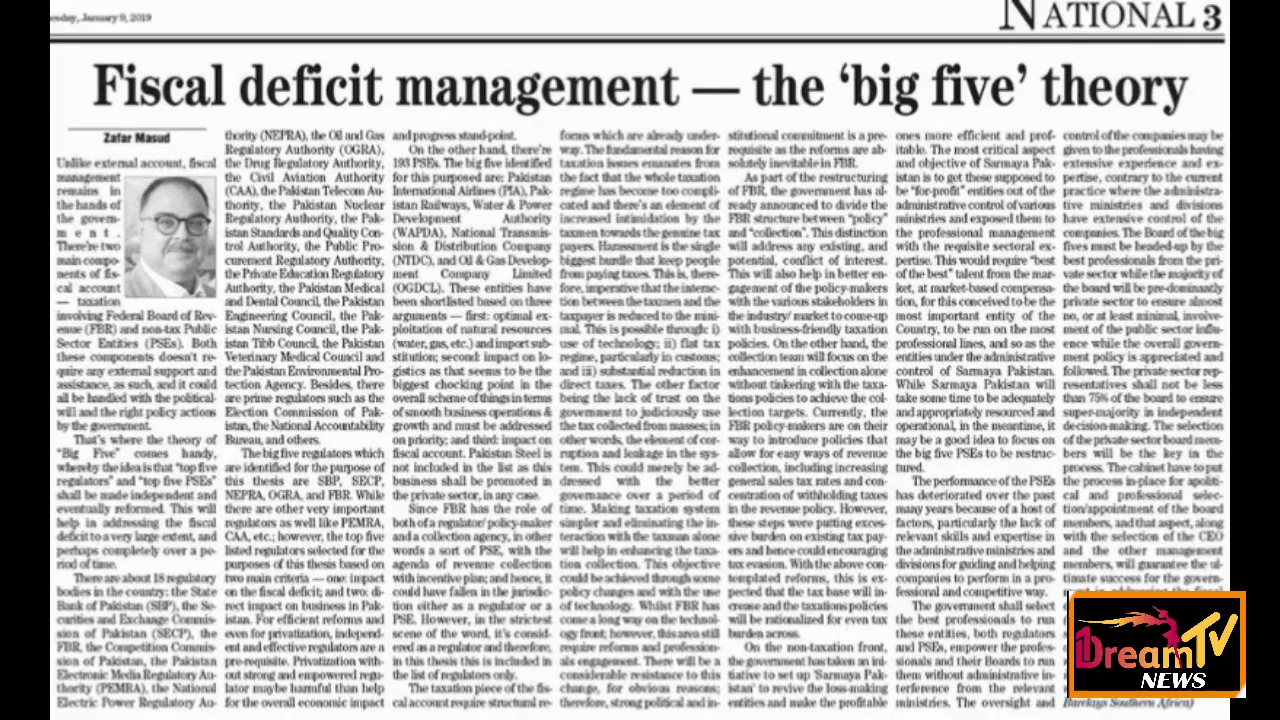 esday, January 9, 2019
NATIONAL 3
Fiscal deficit management — the 'big five' theory
Zafar Masud
Unlike external account, fiscal
management
remains in
the hands of
the govern-
ment.
There're two
main compo-
nents of fis-
cal account
— taxation
involving Federal Board of Rev-
enue (FBR) and non-tax Public
Sector Entities (PSEs). Both
these components doesn't re-
quire any external support and
assistance, as such, and it could
all be handled with the political-
will and the right policy actions
by the government.
That's where the theory of
"Big Five" comes handy,
whereby the idea is that "top five
regulators" and "top five PSEs"
shall be made independent and
eventually reformed. This will
help in addressing the fiscal
deficit to a very large extent, and
perhaps completely over a pe-
riod of time.
There are about 18 regulatory
bodies in the country: the State
Bank of Pakistan (SBP), the Se-
curities and Exchange Commis-
sion of Pakistan (SECP), the
FBR, the Competition Commis-
sion of Pakistan, the Pakistan
Electronic Media Regulatory Au-
thority (PEMRA), the National
Electric Power Regulatory Au-
thority (NEPRA), the Oil and Gas
Regulatory Authority (OGRA),
the Drug Regulatory Authority,
the Civil Aviation Authority
(CAA), the Pakistan Telecom Au-
thority, the Pakistan Nuclear
Regulatory Authority, the Pak-
istan Standards and Quality Con-
trol Authority, the Public Pro-
curement Regulatory Authority,
the Private Education Regulatory
Authority, the Pakistan Medical
and Dental Council, the Pakistan
Engineering Council, the Pak-
istan Nursing Council, the Pak-
istan Tibb Council, the Pakistan
Veterinary Medical Council and
the Pakistan Environmental Pro-
tection Agency. Besides, there
are prime regulators such as the
Election Commission of Pak-
istan, the National Accountability
Bureau, and others.
The big five regulators which
are identified for the purpose of
this thesis are SBP, SECP,
NEPRA, OGRA, and FBR. While
there are other very important
regulators as well like PEMRA,
CAA, etc.; however, the top five
listed regulators selected for the
purposes of this thesis based on
two main criteria — one: impact
on the fiscal deficit; and two: di-
rect impact on business in Pak-
istan. For efficient reforms and
even for privatization, independ-
ent and effective regulators are a
pre-requisite. Privatization with-
out strong and empowered regu-
lator maybe harmful than help
for the overall economic impact
and progress stand-point.
On the other hand, there're
193 PSEs. The big five identified
for this purposed are: Pakistan
International Airlines (PIA), Pak-
istan Railways, Water & Power
Development Authority
(WAPDA), National Transmis-
sion & Distribution Company
(NTDC), and Oil & Gas Develop-
ment Company Limited
(OGDCL). These entities have
been shortlisted based on three
arguments — first: optimal ex-
ploitation of natural resources
(water, gas, etc.) and import sub-
stitution; second: impact on lo-
gistics as that seems to be the
biggest chocking point in the
overall scheme of things in terms
of smooth business operations &
growth and must be addressed
on priority; and third: impact on
fiscal account. Pakistan Steel is
not included in the list as this
business shall be promoted in
the private sector, in any case.
Since FBR has the role of
both of a regulator/ policy-maker
and a collection agency, in other
words a sort of PSE, with the
agenda of revenue collection
with incentive plan; and hence, it
could have fallen in the jurisdic-
tion either as a regulator or a
PSE. However, in the strictest
scene of the word, it's consid-
ered as a regulator and therefore,
in this thesis this is included in
the list of regulators only.
The taxation piece of the fis-
cal account require structural re-
forms which are already under-
way. The fundamental reason for
taxation issues emanates from
the fact that the whole taxation
regime has become too compli-
cated and there's an element of
increased intimidation by the
taxmen towards the genuine tax
payers. Harassment is the single
biggest hurdle that keep people
from paying taxes. This is, there-
fore, imperative that the interac-
tion between the taxmen and the
taxpayer is reduced to the mini-
mal. This is possible through: i)
use of technology; ii) flat tax
regime, particularly in customs;
and iii) substantial reduction in
direct taxes. The other factor
being the lack of trust on the
government to judiciously use
the tax collected from masses; in
other words, the element of cor-
ruption and leakage in the sys-
tem. This could merely be ad-
dressed with the better
governance over a period of
time. Making taxation system
simpler and eliminating the in-
teraction with the taxman alone
will help in enhancing the taxa-
tion collection. This objective
could be achieved through some
policy changes and with the use
of technology. Whilst FBR has
come a long way on the technol-
ogy front; however, this area still
require reforms and profession-
als engagement. There will be a
considerable resistance to this
change, for obvious reasons;
therefore, strong political and in-
stitutional commitment is a pre-
requisite as the reforms are ab-
solutely inevitable in FBR.
As part of the restructuring
of FBR, the government has al-
ready announced to divide the
FBR structure between "policy"
and "collection". This distinction
will address any existing, and
potential, conflict of interest.
This will also help in better en-
gagement of the policy-makers
with the various stakeholders in
the industry/ market to come-up
with business-friendly taxation
policies. On the other hand, the
collection team will focus on the
enhancement in collection alone
without tinkering with the taxa-
tions policies to achieve the col-
lection targets. Currently, the
FBR policy-makers are on their
way to introduce policies that
allow for easy ways of revenue
collection, including increasing
general sales tax rates and con-
centration of withholding taxes
in the revenue policy. However,
these steps were putting exces-
sive burden on existing tax pay-
ers and hence could encouraging
tax evasion. With the above con-
templated reforms, this is ex-
pected that the tax base will in-
crease and the taxations policies
will be rationalized for even tax
burden across.
On the non-taxation front,
the government has taken an ini-
tiative to set up 'Sarmaya Pak-
istan' to revive the loss-making
entities and make the profitable
ones more efficient and prof-
itable. The most critical aspect
and objective of Sarmaya Pak-
istan is to get these supposed to
be "for-profit" entities out of the
administrative control of various
ministries and exposed them to
the professional management
with the requisite sectoral ex-
pertise. This would require "best
of the best" talent from the mar-
ket, at market-based compensa-
tion, for this conceived to be the
most important entity of the
Country, to be run on the most
professional lines, and so as the
entities under the administrative
control of Sarmaya Pakistan.
While Sarmaya Pakistan will
take some time to be adequately
and appropriately resourced and
operational, in the meantime, it
may be a good idea to focus on
the big five PSEs to be restruc-
tured.
The performance of the PSEs
has deteriorated over the past
many years because of a host of
factors, particularly the lack of
relevant skills and expertise in
the administrative ministries and
divisions for guiding and helping
companies to perform in a pro-
fessional and competitive way.
The government shall select
the best professionals to run
these entities, both regulators
and PSEs, empower the profes-
sionals and their Boards to run
them without administrative in-
terference from the relevant
ministries. The oversight and
control of the companies may be
given to the professionals having
extensive experience and ex-
pertise, contrary to the current
practice where the administra-
tive ministries and divisions
have extensive control of the
companies. The Board of the big
fives must be headed-up by the
best professionals from the pri-
vate sector while the majority of
the board will be pre-dominantly
private sector to ensure almost
no, or at least minimal, involve-
ment of the public sector influ-
ence while the overall govern-
ment policy is appreciated and
followed. The private sector rep-
resentatives shall not be less
than 75% of the board to ensure
super-majority in independent
decision-making. The selection
of the private sector board mem-
bers will be the key in the
process. The cabinet have to put
the process in-place for apoliti-
cal and professional selec-
tion/appointment of the board
members, and that aspect, along
with the selection of the CEO
and the other management
members, will guarantee the ul-
timate success for the govern-
Barclays Southern Africa)
DreamTV
NEWS